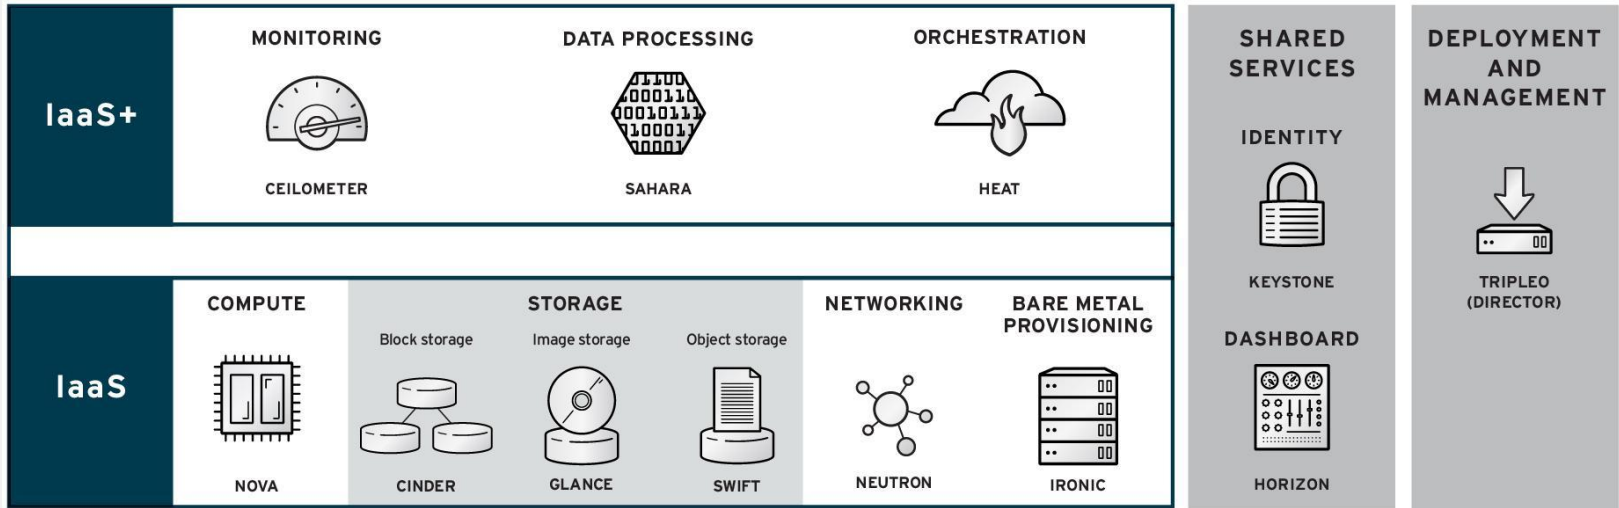 IaaS+
MONITORING
CEILOMETER
DATA PROCESSING
SAHARA
ORCHESTRATION
HEAT
IaaS
COMPUTE
NOVA
STORAGE
Block storage
CINDER
Image storage
GLANCE
Object storage
SWIFT
NETWORKING
NEUTRON
BARE METAL
PROVISIONING
IRONIC
SHARED
SERVICES
IDENTITY
KEYSTONE
DASHBOARD
HORIZON
DEPLOYMENT
AND
MANAGEMENT
TRIPLEO
(DIRECTOR)